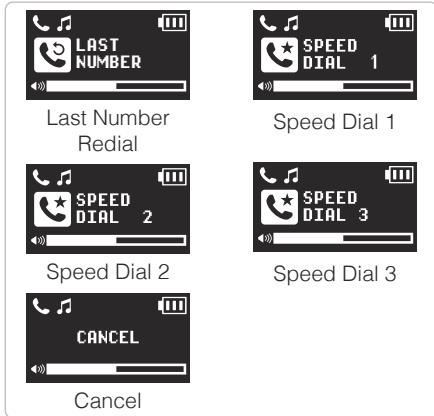 LAST
NUMBER
Last Number
Redial
SPEED
DIAL 1
Speed Dial 1
SPEED
DIAL 2
Speed Dial 2
SPEED
DIAL 3
Speed Dial 3
CANCEL
Cancel